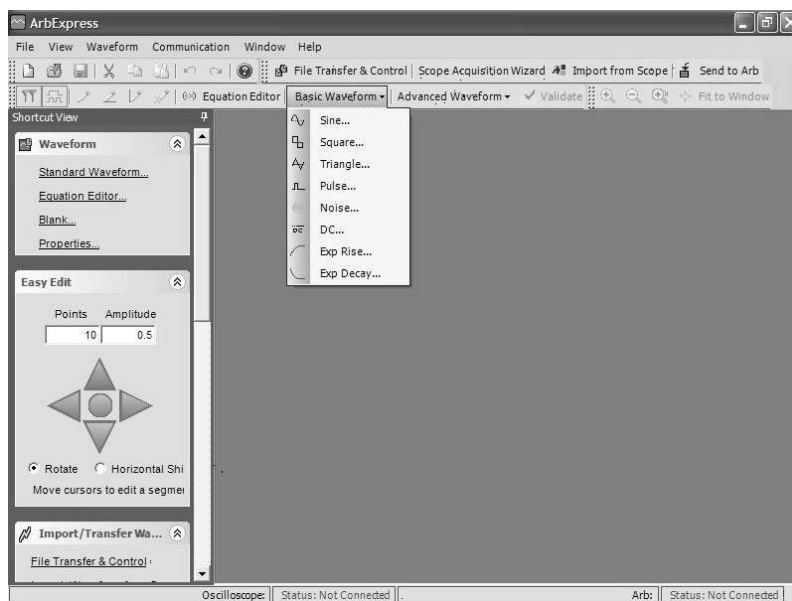 ArbExpress
File View Waveform Communication Window Help
File Transfer & Control Scope Acquisition Wizard Import from Scope Send to Arb
Equation Editor Basic Waveform Advanced Waveform Validate Fit to Window
Shortcut View
Waveform
Standard Waveform...
Equation Editor...
Blank...
Properties...
Sine...
Square...
Triangle...
Pulse...
Noise...
DC DC...
Exp Rise...
Exp Decay...
Easy Edit
Points Amplitude
10 0.5
Rotate Horizontal Shi
Move cursors to edit a segmer
Import/Transfer Wa...
File Transfer & Control
Oscilloscope: Status: Not Connected Arb: Status: Not Connected